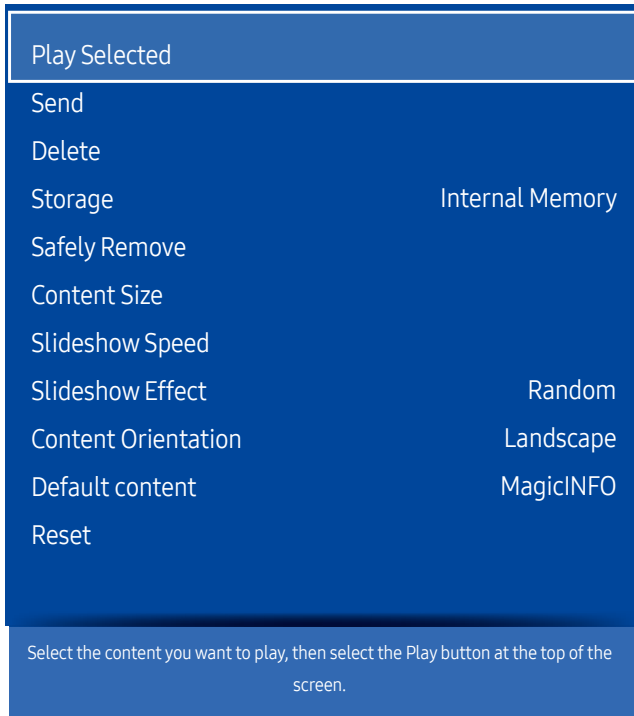 Play Selected
Send
Delete
Storage Internal Memory
Safely Remove
Content Size
Slideshow Speed
Slideshow Effect Random
Content Orientation Landscape
Default content MagicINFO
Reset
Select the content you want to play, then select the Play button at the top of the
screen.